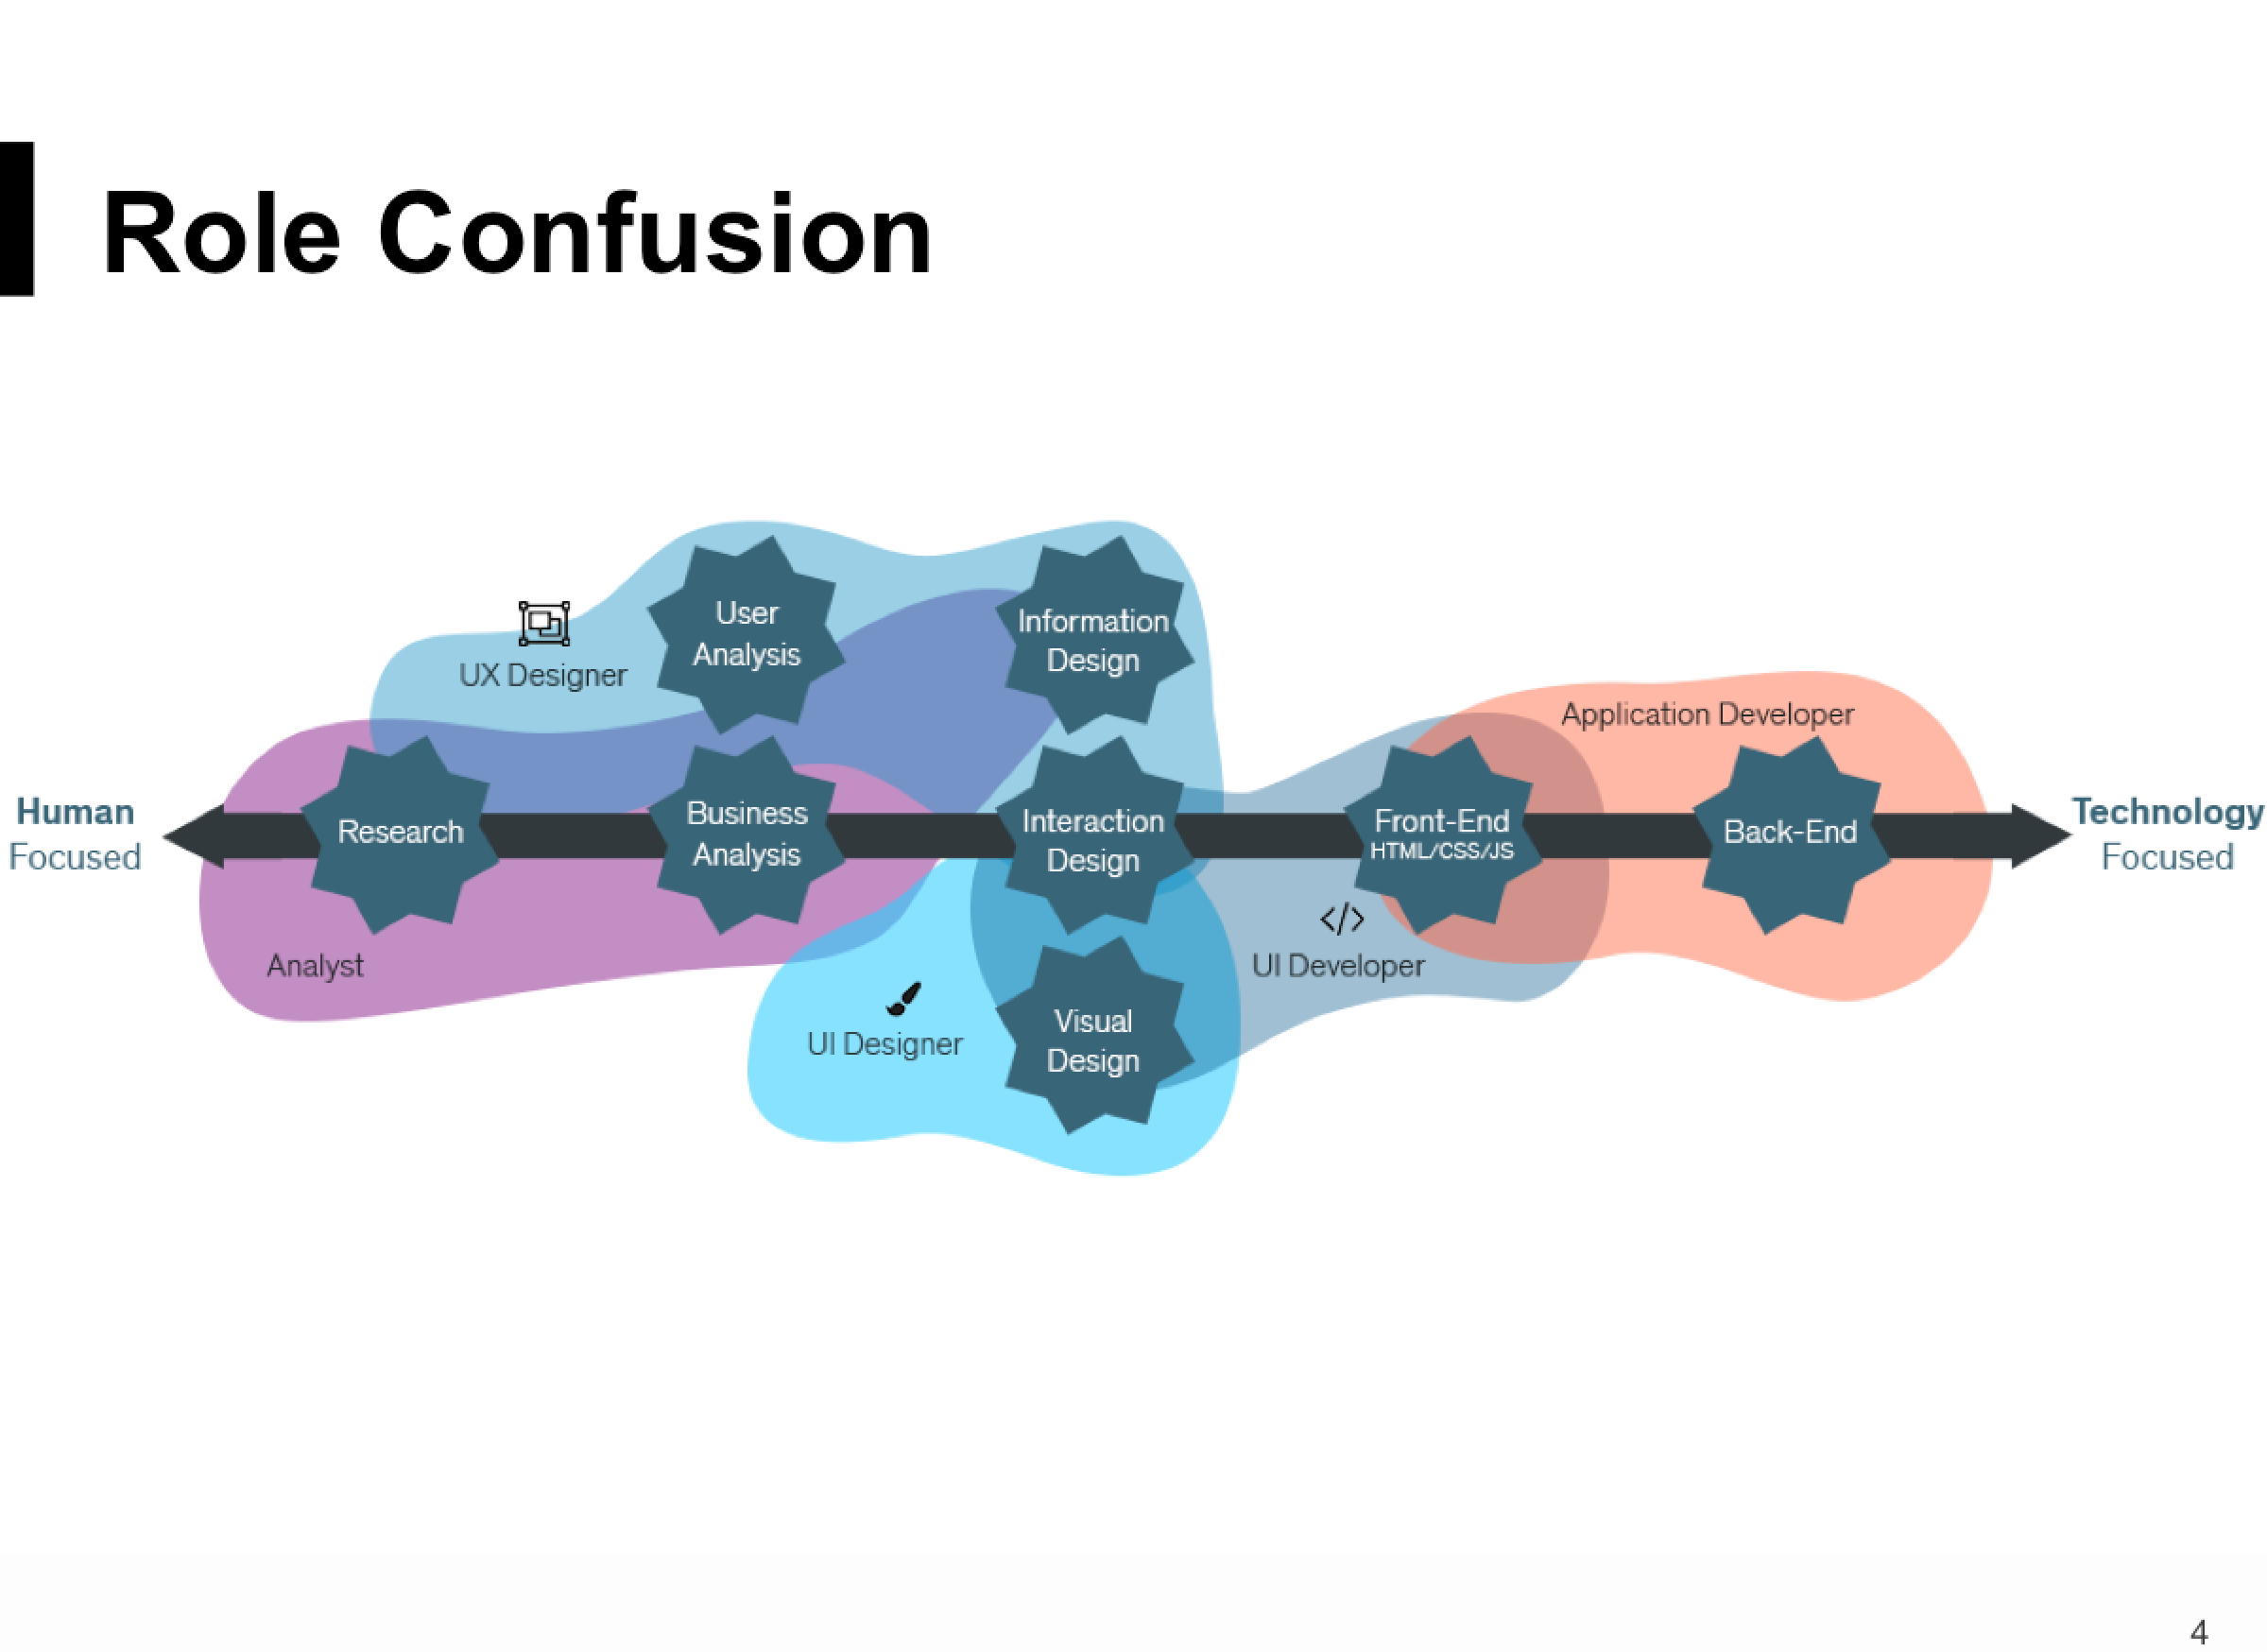 Role Confusion
User
Analysis
Information
Design
UX Designer
Application Developer
Human
Focused
Research
Business
Analysis
Interaction
Design
Front-End
HTML/CSS/JS
Back-End
Technology
Focused
Analyst
UI Developer
UI Designer
Visual
Design
4